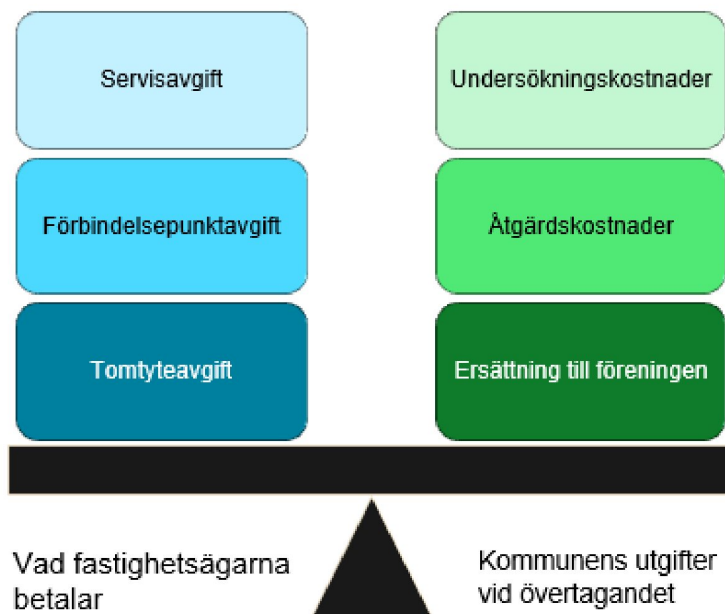 Servisavgift
Undersökningskostnader
Förbindelsepunktavgift
Åtgärdskostnader
Tomtyteavgift
Ersättning till föreningen
Vad fastighetsägarna
betalar
Kommunens utgifter
vid övertagandet